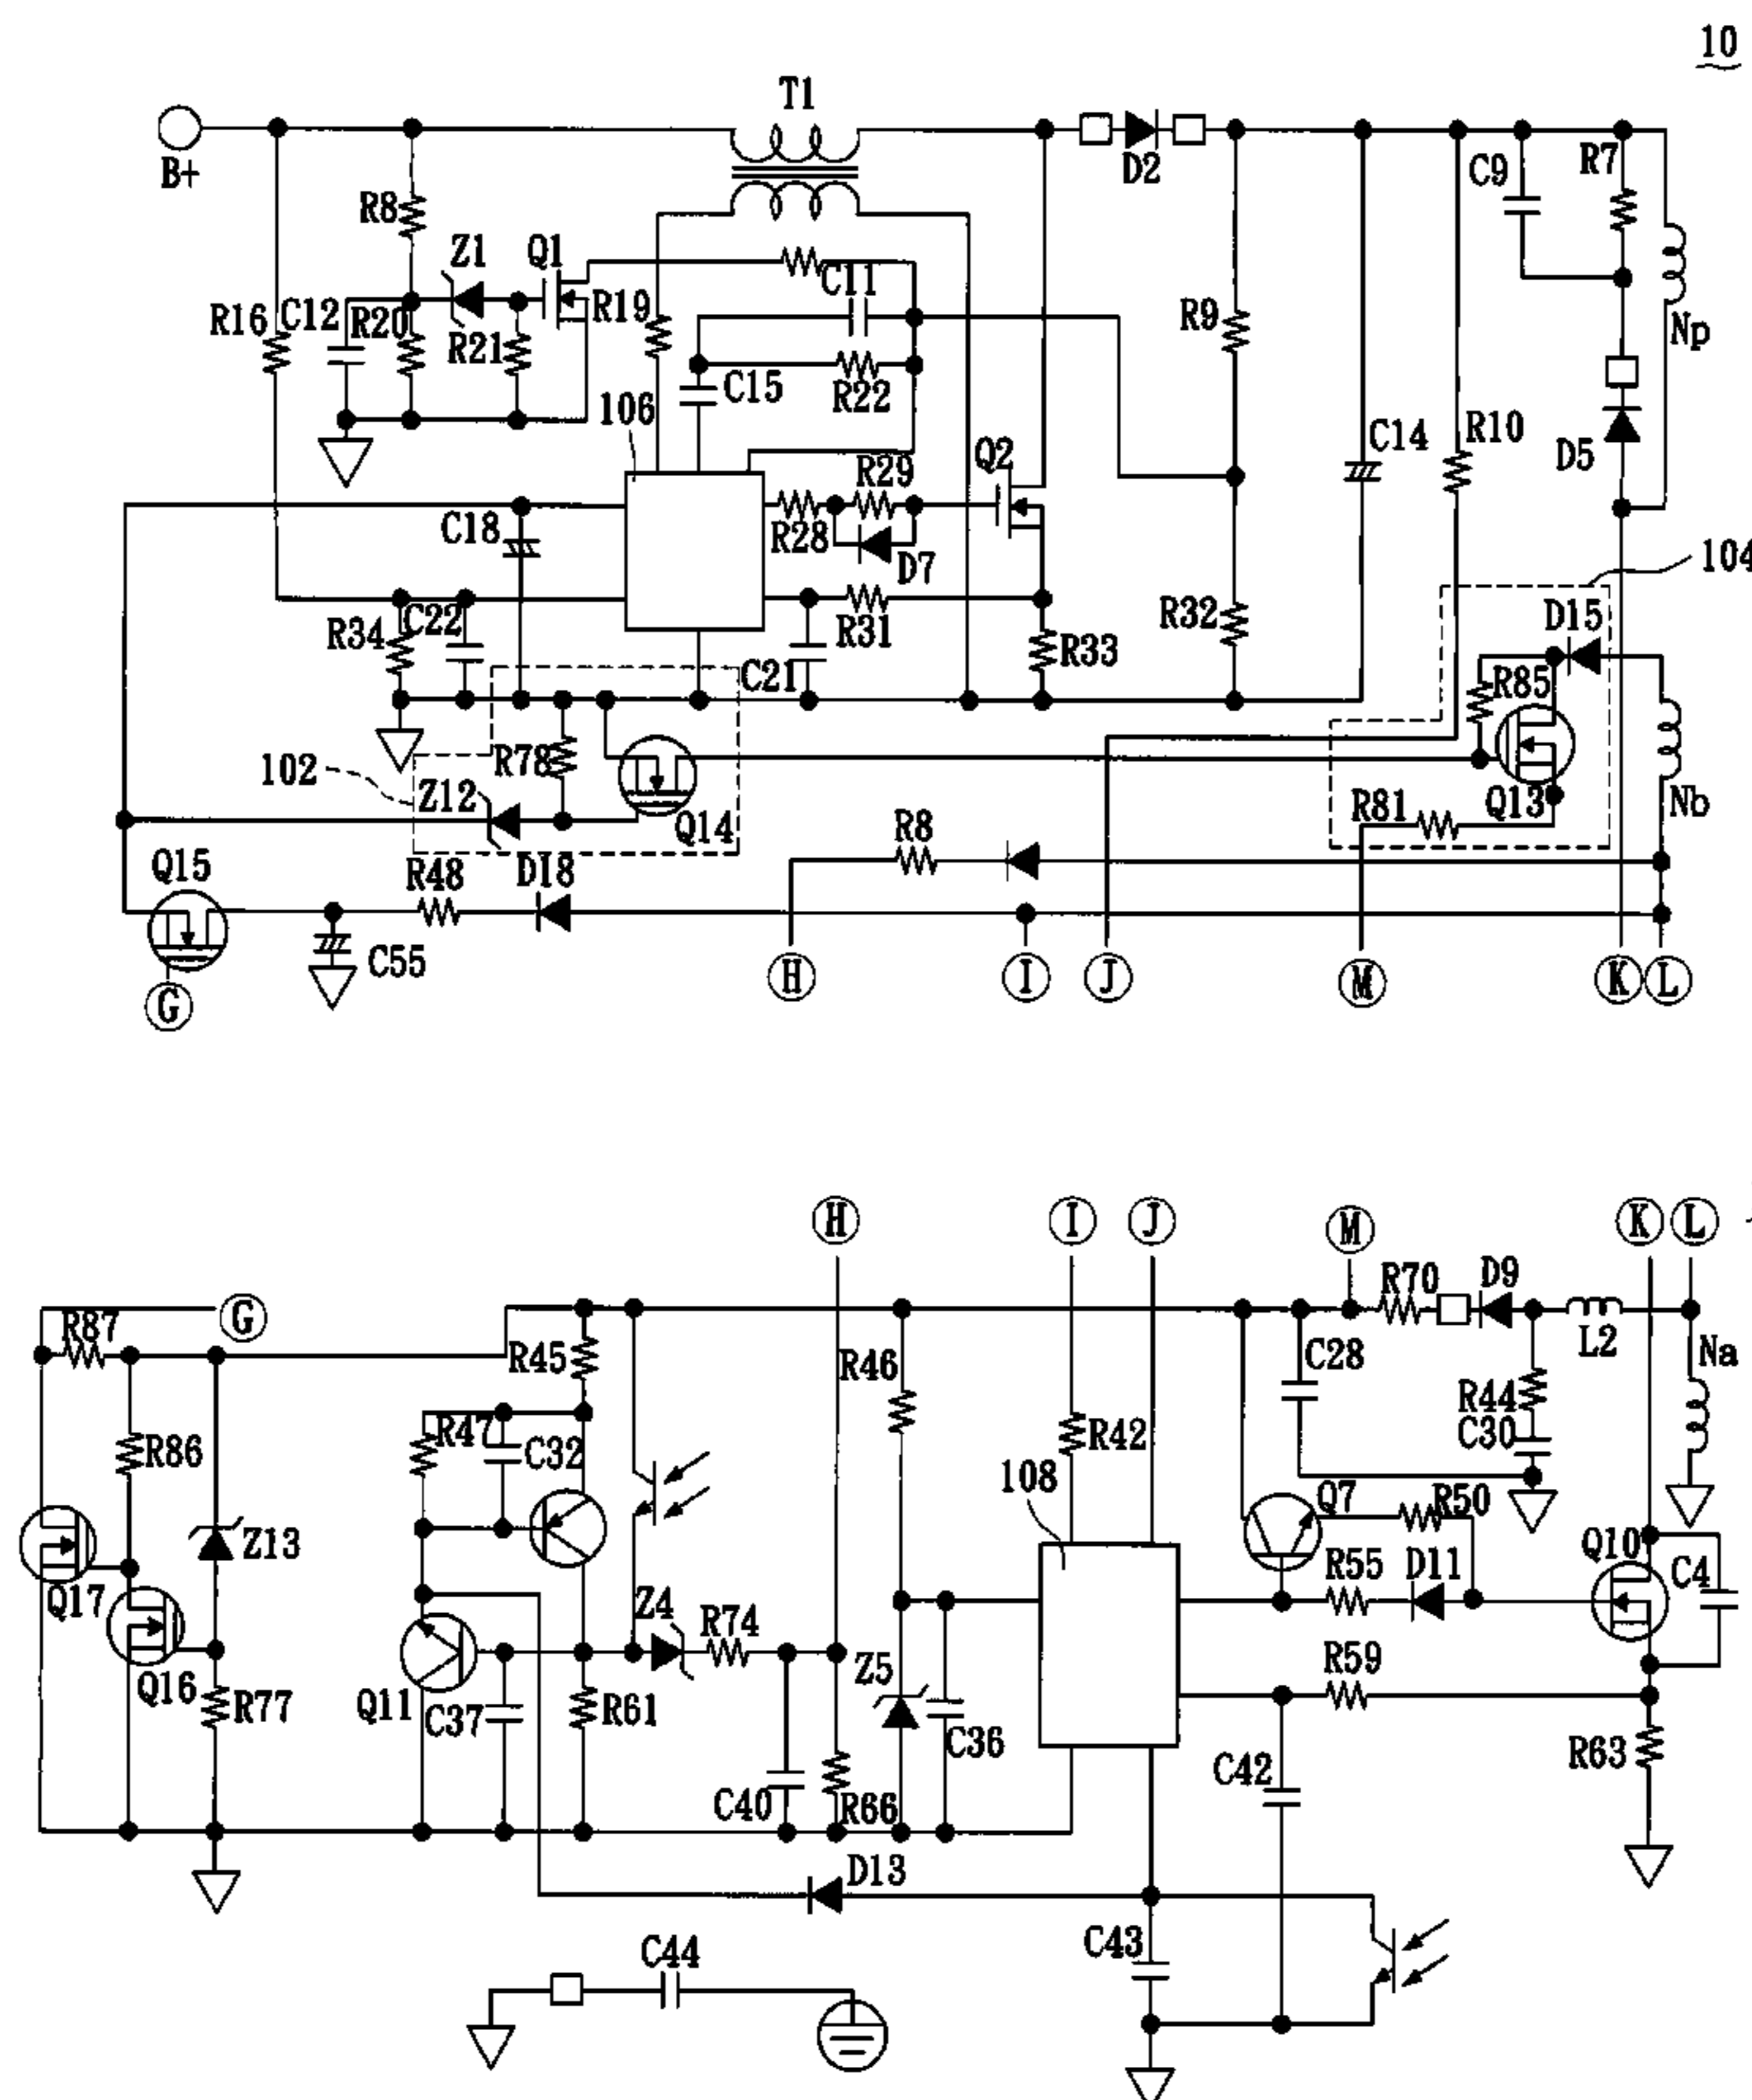 10
T1
B+
D2
C9
R7
R8
Z1
Q1
C11
R16
C12
R20
R21
R19
R9
Np
C15
R22
106
C14
R10
D5
Q2
R29
C18
R28
D7
104
R34
C22
R31
R32
R33
D15
C21
R85
102
R78
Z12
Q14
R81
Q13
Nb
Q15
R48
D18
R8
C55
G
H
I
J
M
K
L
H
I
J
M
K
L
R87
G
R70
D9
R45
R46
C28
L2
Na
R47
C32
R86
R42
R44
C30
108
Q7
R50
Z13
Q17
Z4
R74
R55
D11
Q10
C4
Q16
R77
Q11
C37
R61
Z5
R59
C36
C40
R66
C42
R63
D13
C44
C43